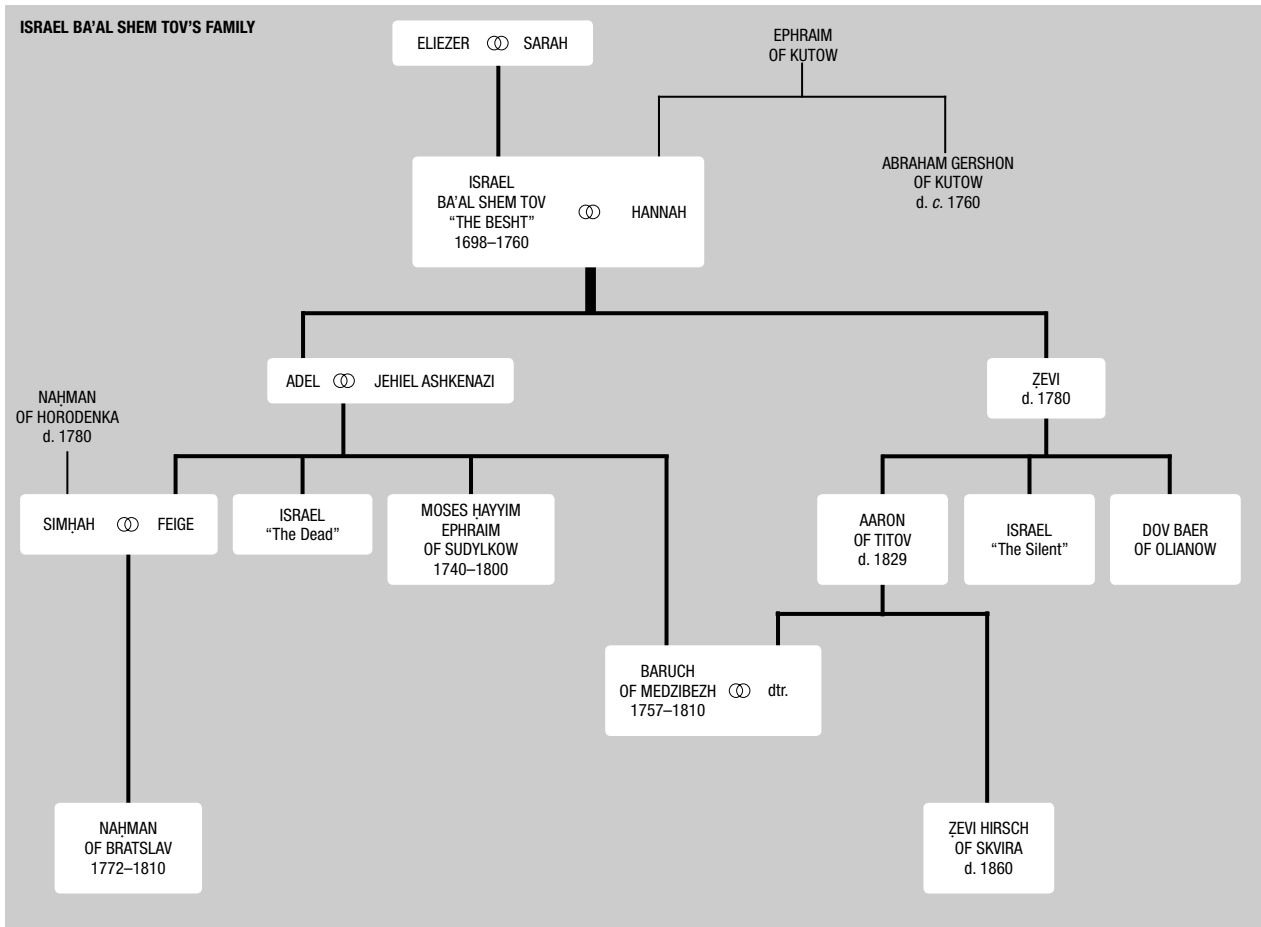 ISRAEL BA'AL SHEM TOV'S FAMILY
ELIEZER SARAH
EPHRAIM
OF KUTOW
ISRAEL
BA'AL SHEM TOV
“THE BESHT”
1698–1760
HANNAH
ABRAHAM GERSHON
OF KUTOW
d. c. 1760
ADEL JEHIEL ASHKENAZI
ẒEVI
d. 1780
NAḤMAN
OF HORODENKA
d. 1780
SIMḤAH FEIGE
ISRAEL
“The Dead”
MOSES ḤAYYIM
EPHRAIM
OF SUDYLKOW
1740–1800
AARON
OF TITOV
d. 1829
ISRAEL
“The Silent”
DOV BAER
OF OLIANOW
BARUCH
OF MEDZIBEZH
1757–1810
dtr.
NAḤMAN
OF BRATSLAV
1772–1810
ẒEVI HIRSCH
OF SKVIRA
d. 1860